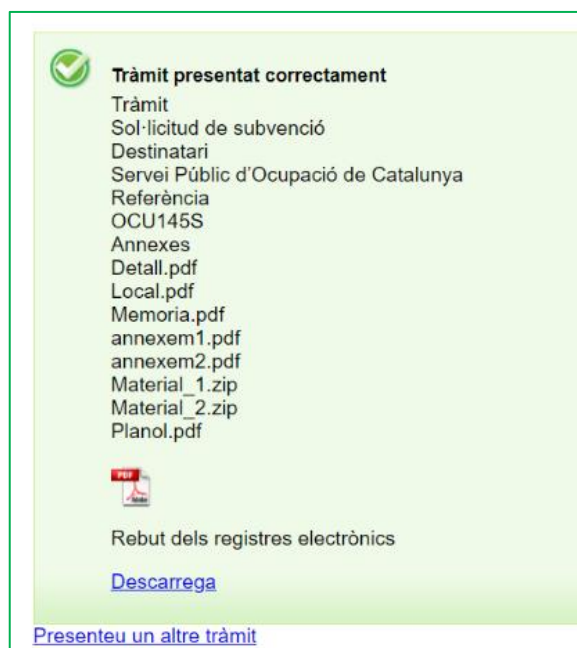 Tràmit presentat correctament
Tràmit
Sol·licitud de subvenció
Destinatari
Servei Públic d'Ocupació de Catalunya
Referència
OCU145S
Annexes
Detall.pdf
Local.pdf
Memoria.pdf
annexem1.pdf
annexem2.pdf
Material_1.zip
Material_2.zip
Planol.pdf
PDF
Adobe
Rebut dels registres electrònics
Descarrega
Presenteu un altre tràmit